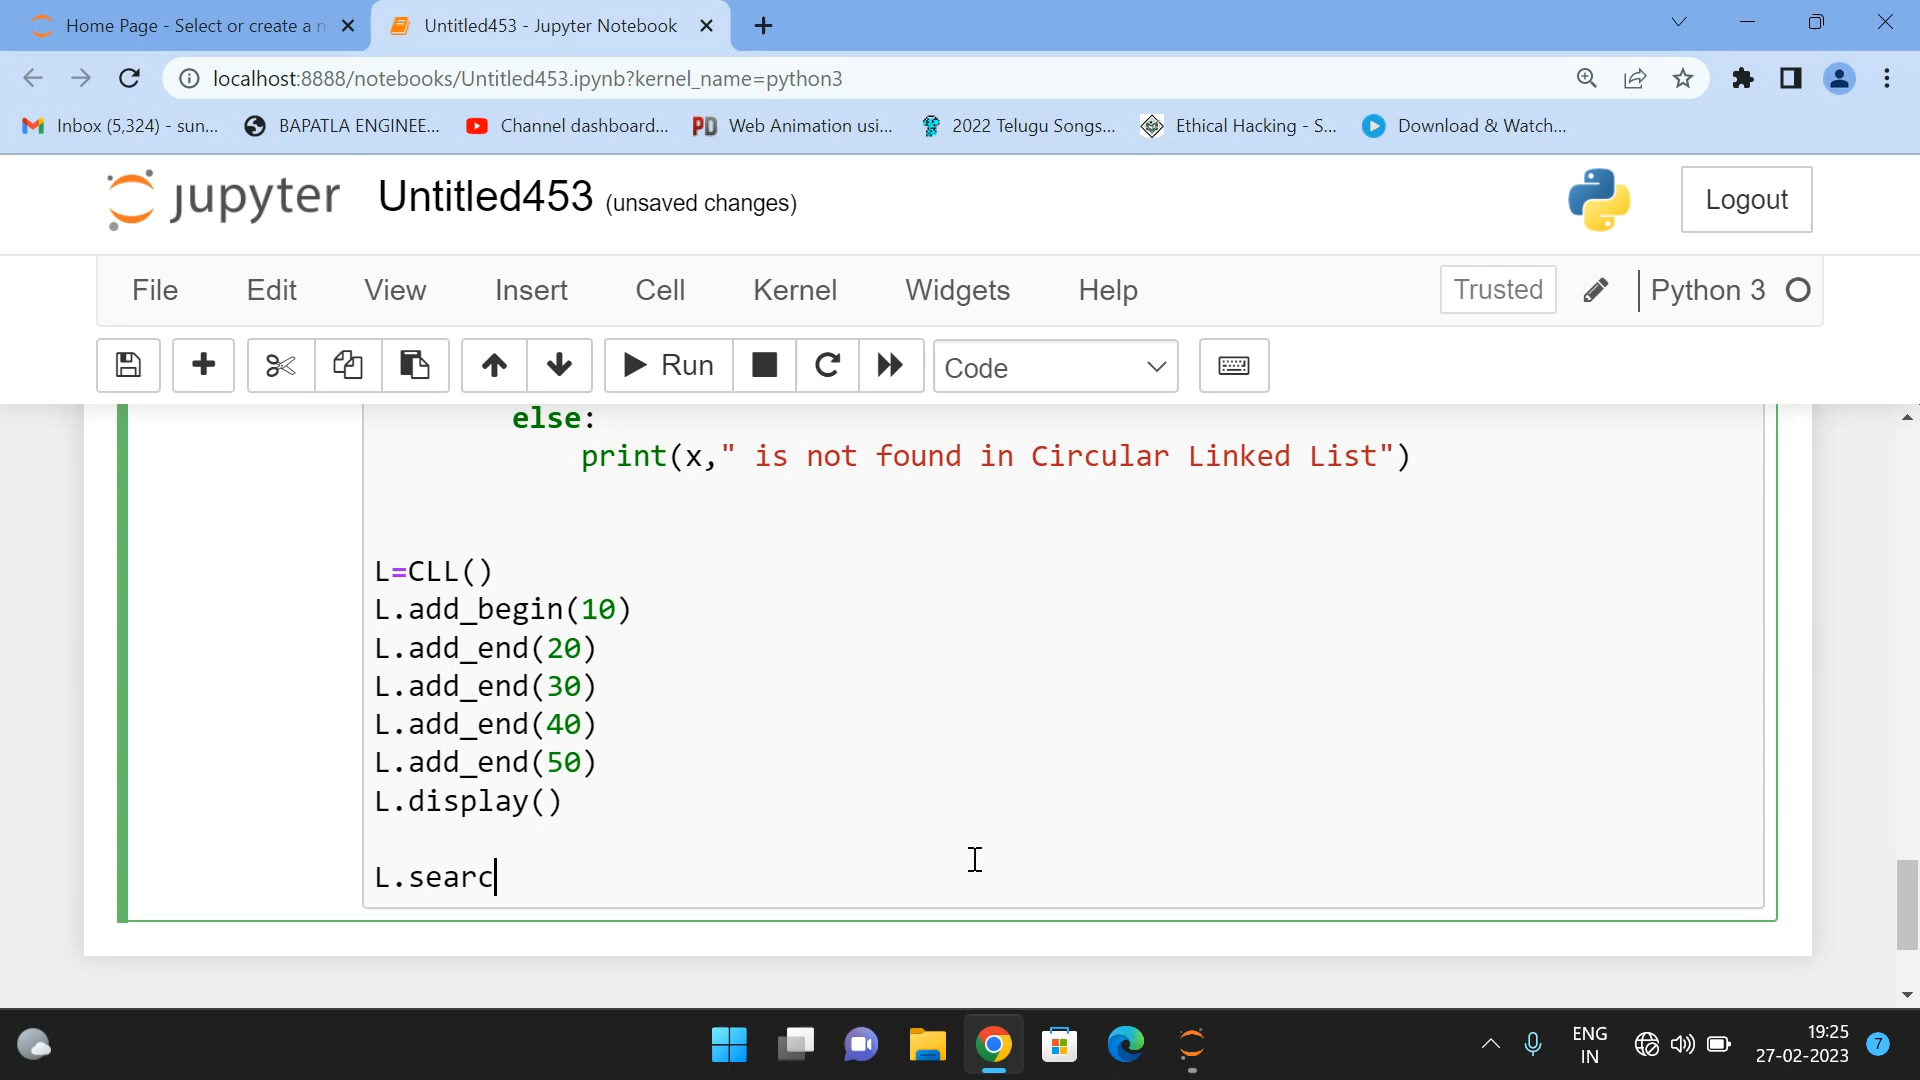 Home Page - Select or create a n
Untitled453 - Jupyter Notebook
localhost:8888/notebooks/Untitled453.ipynb?kernel_name=python3
Inbox (5,324) - sun...
BAPATLA ENGINEE...
Channel dashboard...
PD Web Animation usi...
2022 Telugu Songs...
Ethical Hacking - S...
Download & Watch...
jupyter Untitled453 (unsaved changes)
Logout
File Edit View Insert Cell Kernel Widgets Help Trusted Python 3
Run Code
else:
print(x," is not found in Circular Linked List")
L=CLL()
L.add_begin(10)
L.add_end(20)
L.add_end(30)
L.add_end(40)
L.add_end(50)
L.display()
L.searc
ENG
IN
19:25
27-02-2023
7